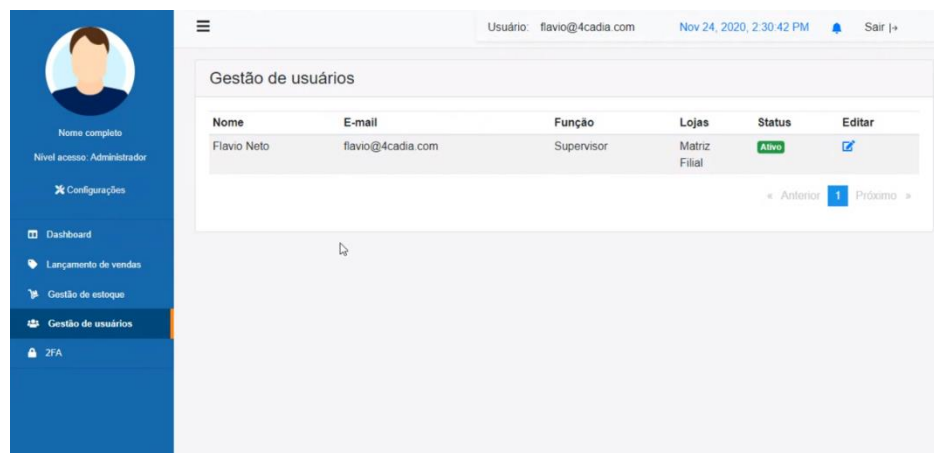 Usuário: flavio@4cadia.com Nov 24, 2020, 2:30:42 PM Sair
Nome completo
Nível acesso: Administrador
Configurações
Dashboard
Lançamento de vendas
Gestão de estoque
Gestão de usuários
2FA
Gestão de usuários
Nome E-mail Função Lojas Status Editar
Flavio Neto flavio@4cadia.com Supervisor Matriz Ativo
Filial
« Anterior 1 Próximo »